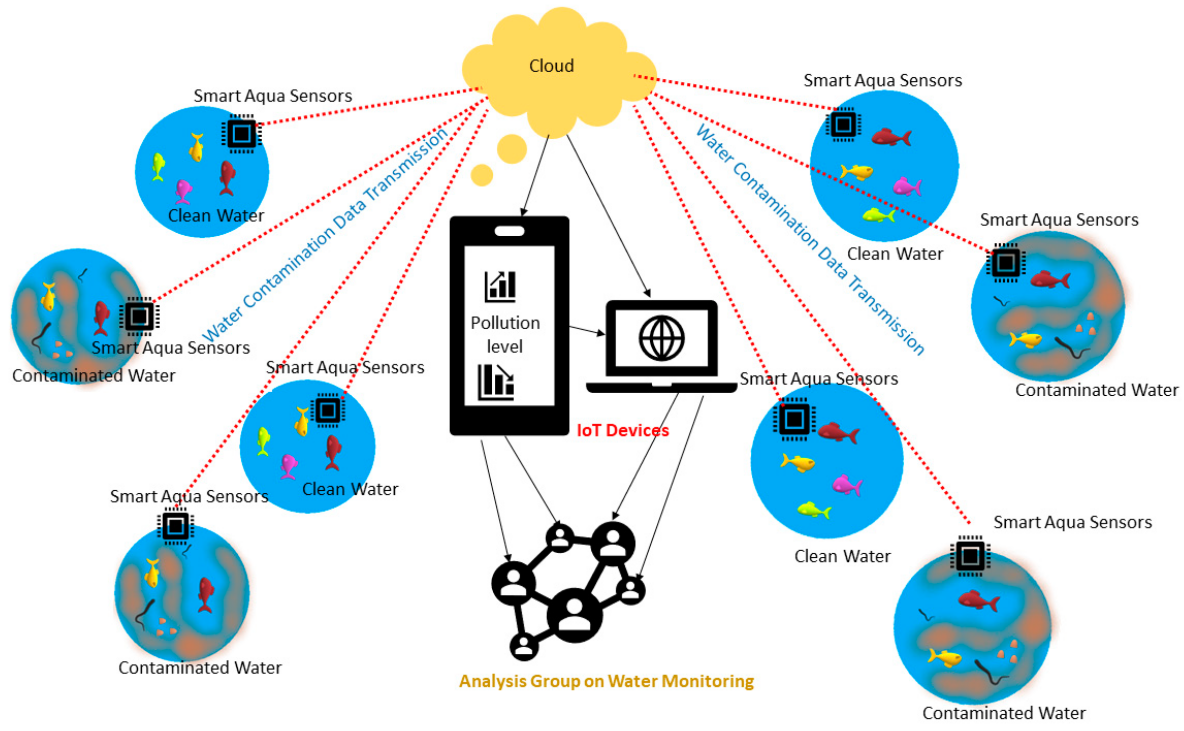 Cloud
Smart Aqua Sensors
Clean Water
Water Contamination Data Transmission
Smart Aqua Sensors
Contaminated Water
Smart Aqua Sensors
Clean Water
Smart Aqua Sensors
Contaminated Water
Pollution
level
IoT Devices
Analysis Group on Water Monitoring
Smart Aqua Sensors
Clean Water
Water Contamination Data Transmission
Smart Aqua Sensors
Contaminated Water
Smart Aqua Sensors
Clean Water
Smart Aqua Sensors
Contaminated Water